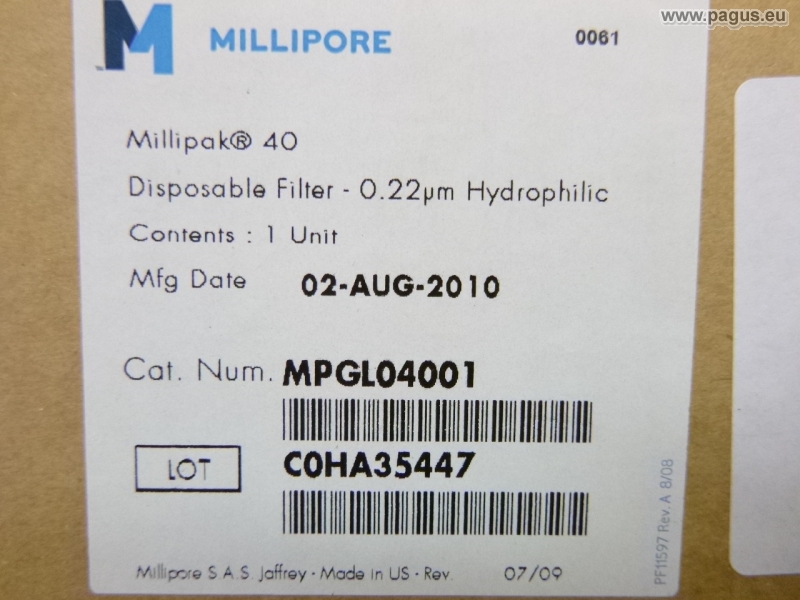 www.pagus.eu
M MILLIPORE 0061
Millipak® 40
Disposable Filter - 0.22µm Hydrophilic
Contents : 1 Unit
Mfg Date 02-AUG-2010
Cat. Num. MPGL04001
LOT C0HA35447
Millipore S.A.S. Jaffrey · Made in US · Rev. 07/09
PF11597 Rev. A 8/08